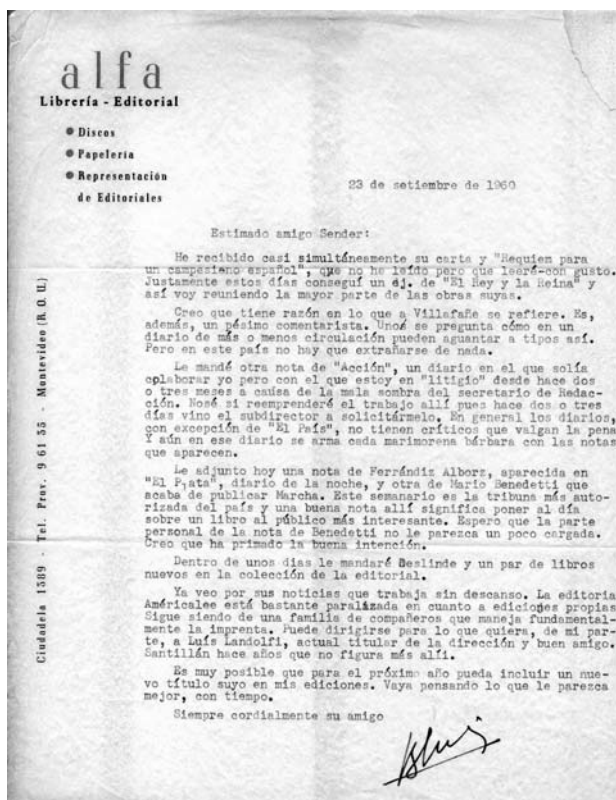 alfa
Librería - Editorial
Discos
Papelería
Representación
de Editoriales
23 de setiembre de 1960
Estimado amigo Sender:
He recibido casi simultáneamente su carta y "Requiem para
un campesieno español", que no he leído pero que leeré-con gusto.
Justamente estos días conseguí un ej. de "El Rey y la Reina" y
así voy reuniendo la mayor parte de las obras suyas.
Creo que tiene razón en lo que a Villafañe se refiere. Es,
además, un pésimo comentarista. Unos se pregunta cómo en un
diario de más o menos circulación pueden aguantar a tipos así.
Pero en este país no hay que extrañarse de nada.
Le mandé otra nota de "Acción", un diario en el que solía
colaborar yo pero con el que estoy en "litigio" desde hace dos
o tres meses a causa de la mala sombra del secretario de Redac-
ción. Nosé si reemprenderé el trabajo allí pues hace dos o tres
días vino el subdirector a solicitármelo. En general los diarios,
con excepción de "El País", no tienen críticos que valgan la pena
Y aún en ese diario se arma cada marimorena bárbara con las notas
que aparecen.
Le adjunto hoy una nota de Ferrándiz Alborz, aparecida en
"El Plata", diario de la noche, y otra de Mario Benedetti que
acaba de publicar Marcha. Este semanario es la tribuna más auto-
rizada del país y una buena nota allí significa poner al día
sobre un libro al público más interesante. Espero que la parte
personal de la nota de Benedetti no le parezca un poco cargada.
Creo que ha primado la buena intención.
Dentro de unos dias le mandaré Deslinde y un par de libros
nuevos en la colección de la editorial.
Ya veo por sus noticias que trabaja sin descanso. La editoria
Américalee está bastante paralizada en cuanto a ediciones propias
Sigue siendo de una familia de compañeros que maneja fundamental-
mente la imprenta. Puede dirigirse para lo que quiera, de mi par-
te, a Luís Landolfi, actual titular de la dirección y buen amigo.
Santillán hace años que no figura más allí.
Es muy posible que para el próximo año pueda incluir un nue-
vo título suyo en mis ediciones. Vaya pensando lo que le parezca
mejor, con tiempo.
Siempre cordialmente su amigo
Ciudadela 1389 - Tel. Prov. 9 61 55 - Montevideo (R. O. U.)